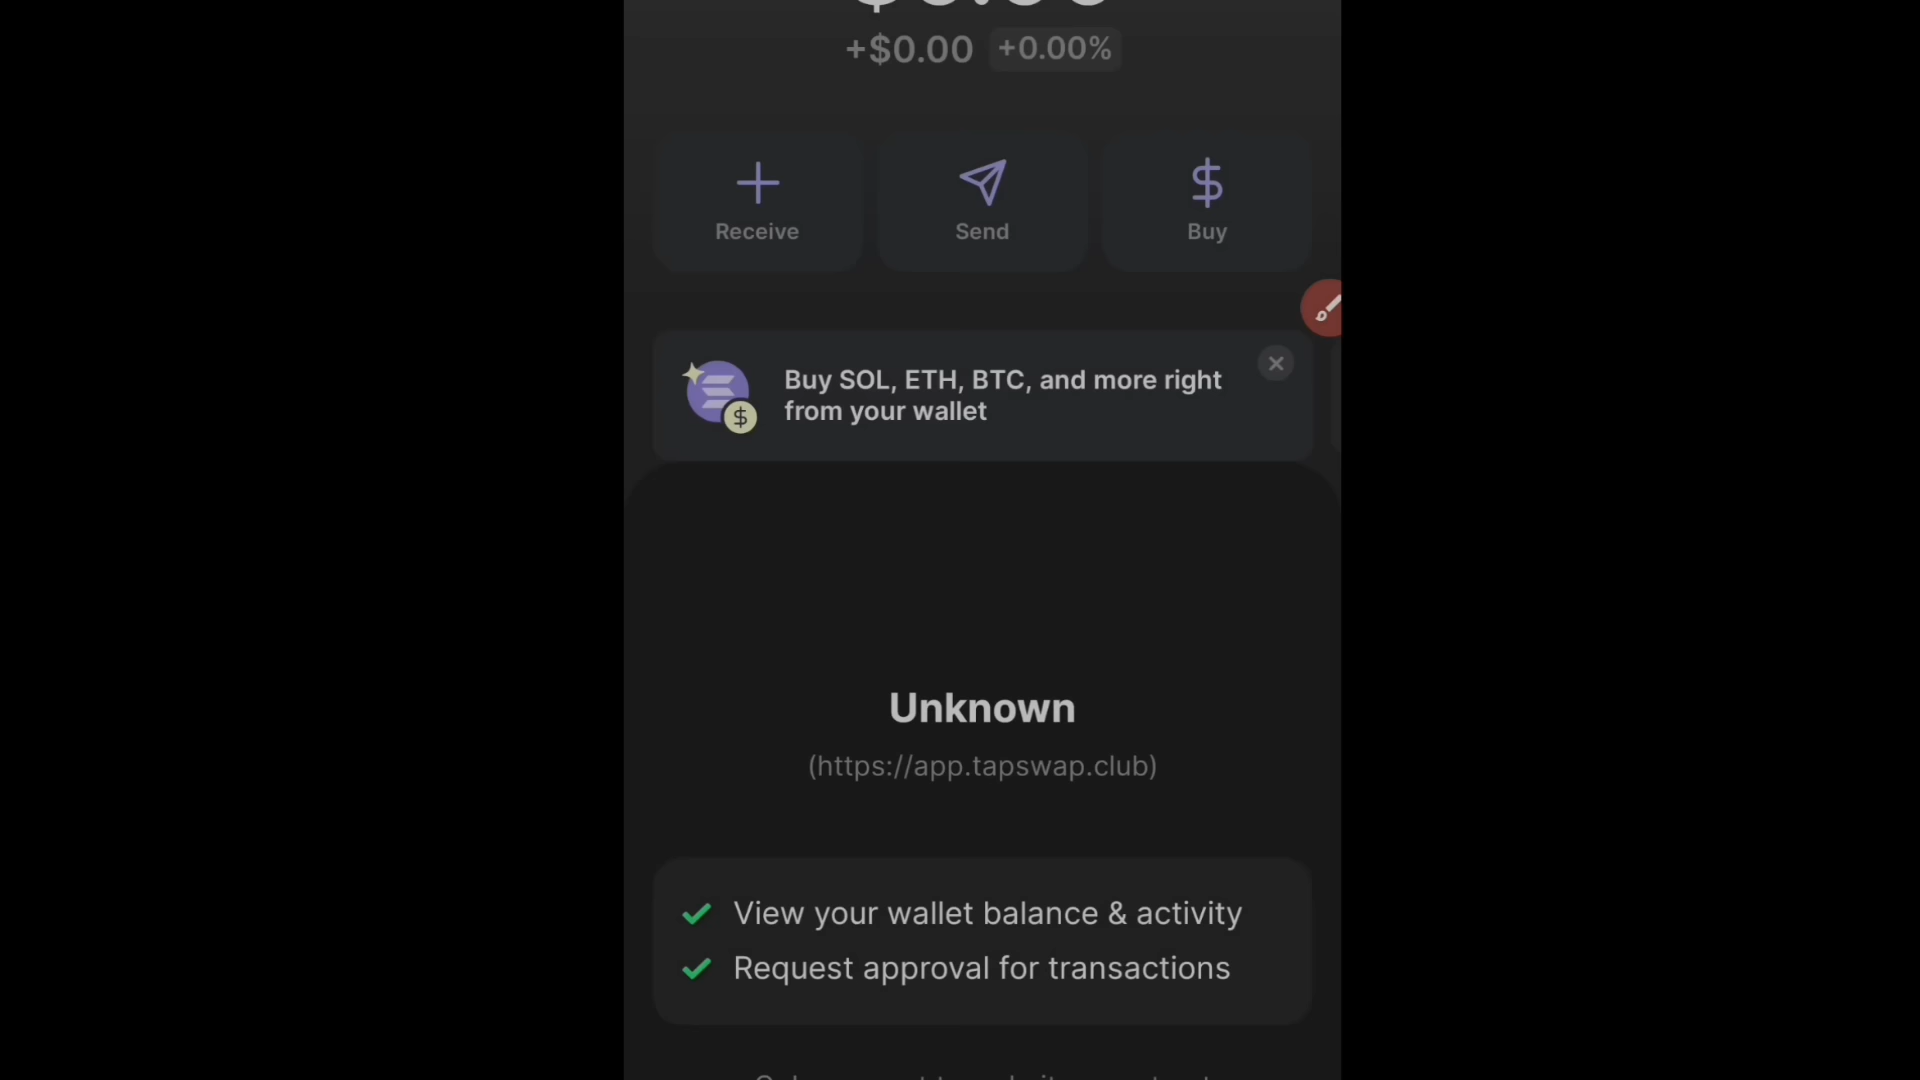 +$0.00 +0.00%
Receive
Send
Buy
Buy SOL, ETH, BTC, and more right
from your wallet
$
Unknown
(https://app.tapswap.club)
View your wallet balance & activity
Request approval for transactions